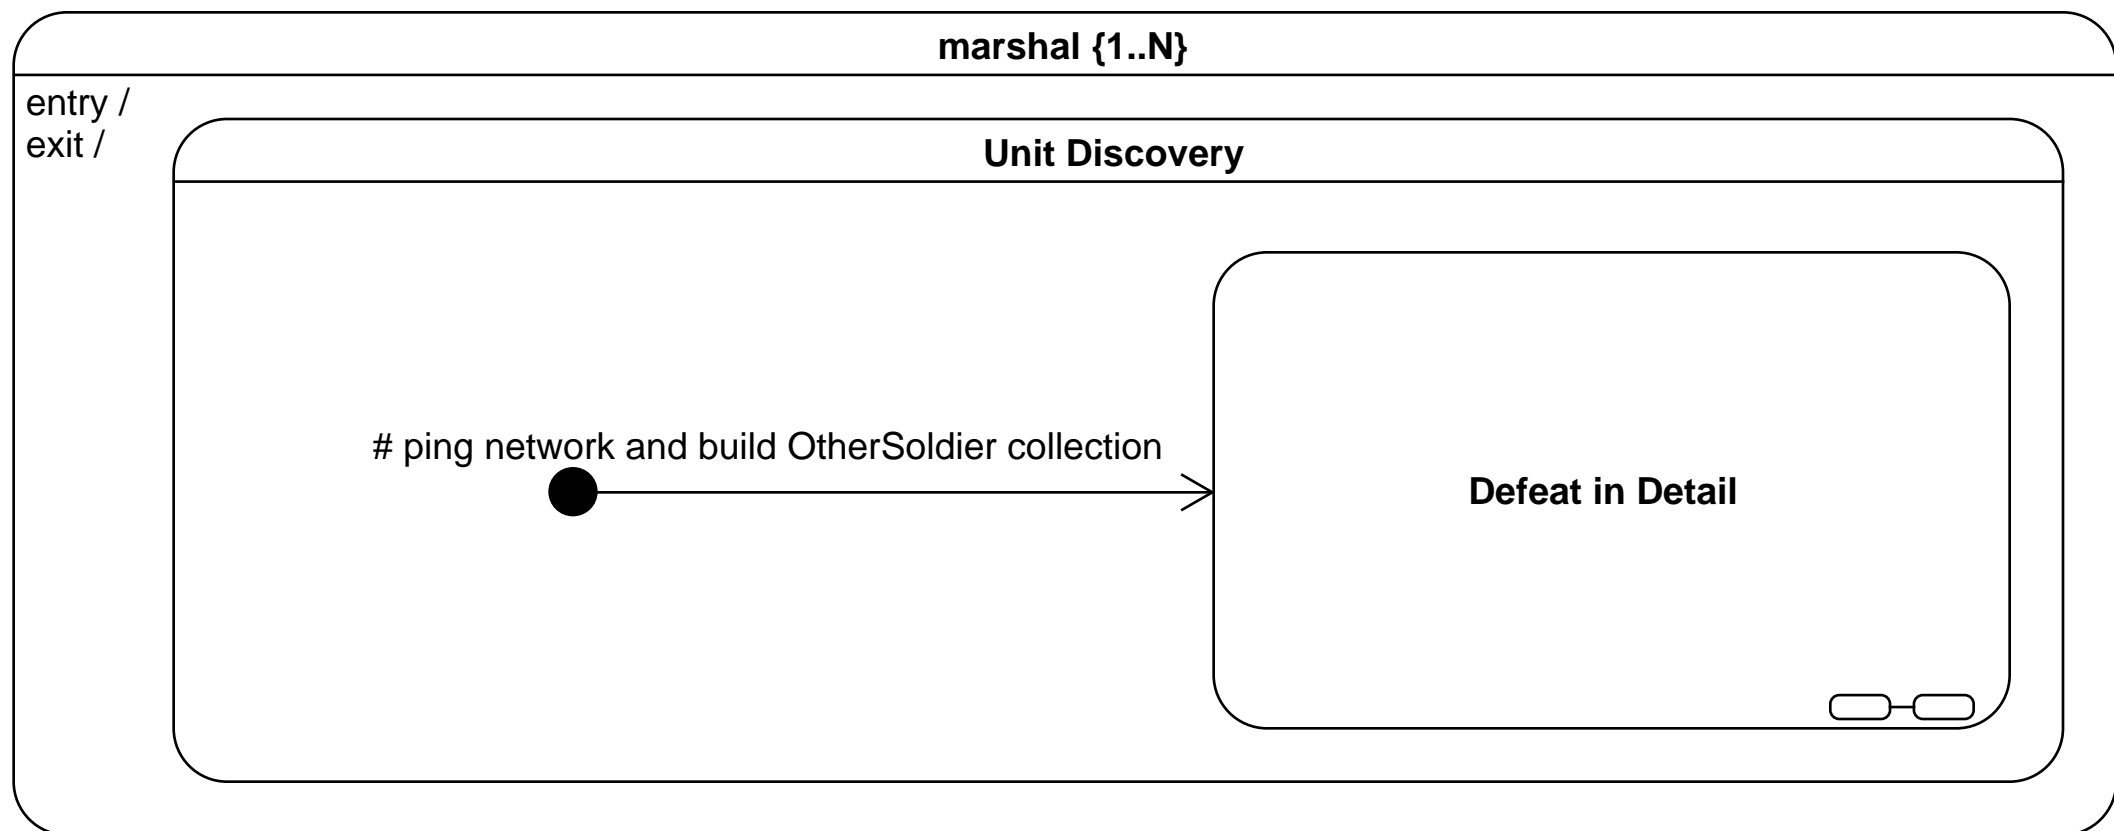 marshal {1..N}
entry /
exit /
Unit Discovery
# ping network and build OtherSoldier collection
Defeat in Detail